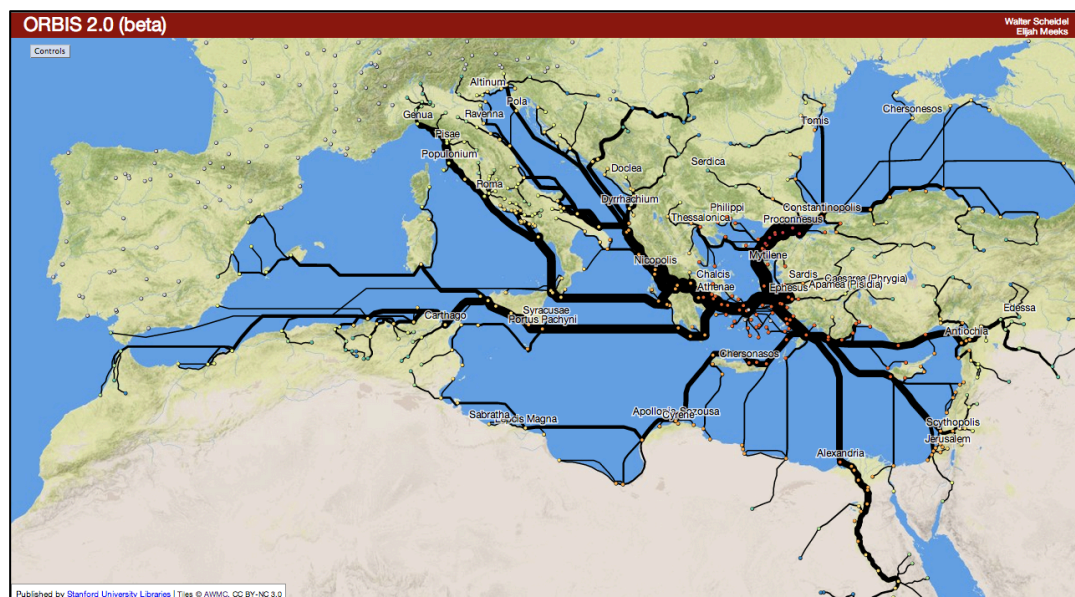 ORBIS 2.0 (beta)
Walter Scheidel
Elijah Meeks
Controls
Altinum
Pola
Genua
Ravenna
Chersonesos
Tomis
Pisae
Populonium
Doclea
Serdica
Roma
Dyrrhachium
Philippi
Constantinopolis
Thessalonica
Proconnesus
Nicopolis
Mytilene
Chalcis
Sardis
Caesarea (Phrygia)
Athenae
Ephesus
Apamea (Pisidia)
Edessa
Syracusae
Carthago
Portus Pachyni
Antiochia
Chersonasos
Sabratha
Lepcis Magna
Apollonia-Sozousa
Cyrene
Scythopolis
Jerusalem
Alexandria
Published by Stanford University Libraries | Tiles © AWMC, CC BY-NC 3.0